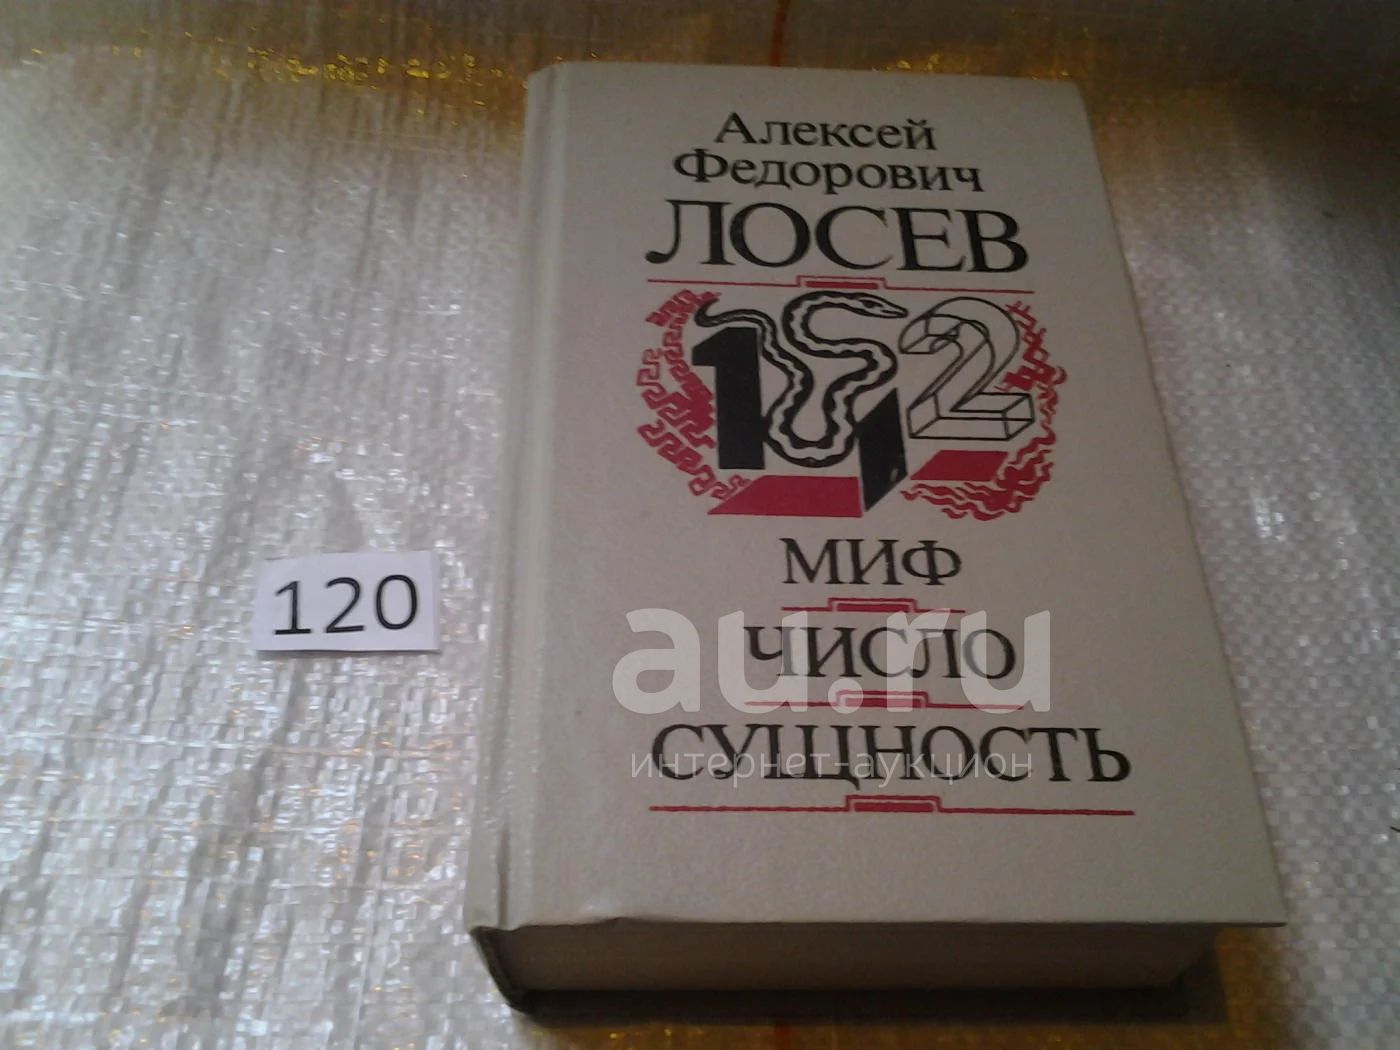 Алексей
Федорович
ЛОСЕВ
1 2
МИФ
ЧИСЛО
СУЩНОСТЬ
120
au.ru
интернет-аукцион